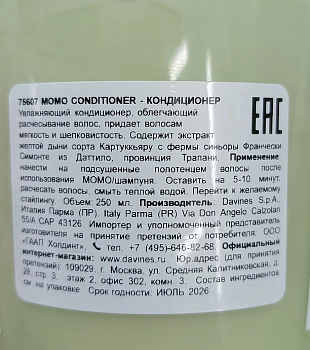 75607 MOMO CONDITIONER - КОНДИЦИОНЕР
Увлажняющий кондиционер, облегчающий
расчесывание волос, придает волосам
мягкость и шелковистость. Содержит экстракт
желтой дыни сорта Картуккьяру с фермы синьоры Франчески
Симонте из Даттило, провинция Трапани. Применение:
нанести на подсушенные полотенцем волосы после
использования МОМО/шампуня. Оставить на 5-10 минут,
расчесать волосы, смыть теплой водой. Перейти к желаемому
стайлингу. Объем:250 мл. Производитель: Davines S.p.A.,
Италия Парма (ПР). Italy Parma (PR) Via Don Angelo Calzolari
55/A CAP 43126 Импортер и уполномоченный представитель
изготовителя на принятие претензий от потребителя: ООО
«ГААП Холдинг». тел. +7 (495)-646-82-68. Официальный
интернет-магазин: www.davines.ru Юр.адрес (для принятия
претензий): 109029, г. Москва, ул. Средняя Калитниковская, д.
28, стр. 3, этаж 2, офис 302, комн. 3. Состав ингредиентов
см на упаковке. Срок годности: ИЮЛЬ 2026
EAC